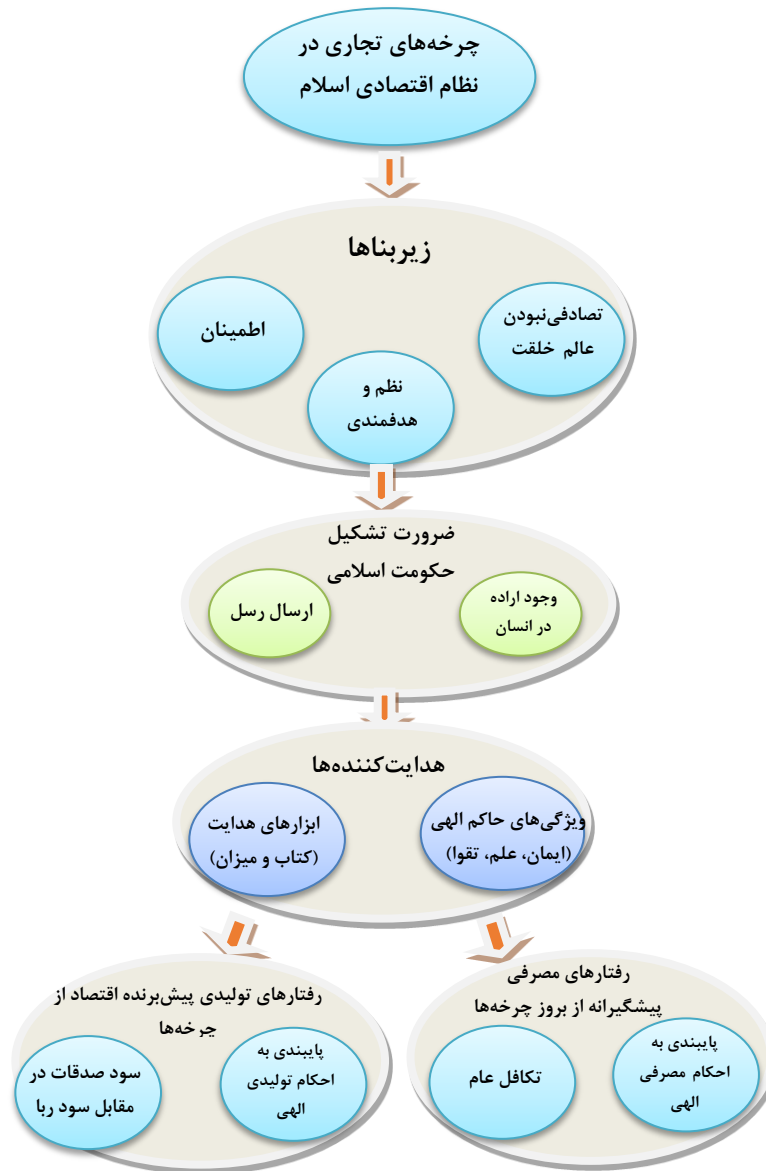 چرخه‌های تجاری در
نظام اقتصادی اسلام
زیربناها
تصادفی‌نبودن
عالم خلقت
نظم و
هدفمندی
اطمینان
ضرورت تشکیل
حکومت اسلامی
وجود اراده
در انسان
ارسال رسل
هدایت‌کننده‌ها
ویژگی‌های حاکم الهی
(ایمان، علم، تقوا)
ابزارهای هدایت
(کتاب و میزان)
رفتارهای مصرفی
پیشگیرانه از بروز چرخه‌ها
پایبندی به
احکام مصرفی
الهی
تکافل عام
رفتارهای تولیدی پیش‌برنده اقتصاد از
چرخه‌ها
پایبندی به
احکام تولیدی
الهی
سود صدقات در
مقابل سود ربا